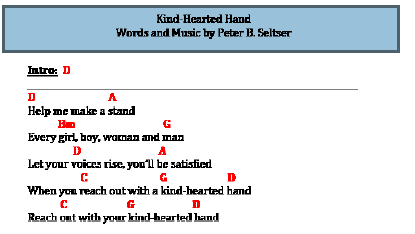 Kind-Hearted Hand
Words and Music by Peter B. Seltser
Intro: D
D A
Help me make a stand
Bm G
Every girl, boy, woman and man
D A
Let your voices rise, you'll be satisfied
C G D
When you reach out with a kind-hearted hand
C G D
Reach out with your kind-hearted hand